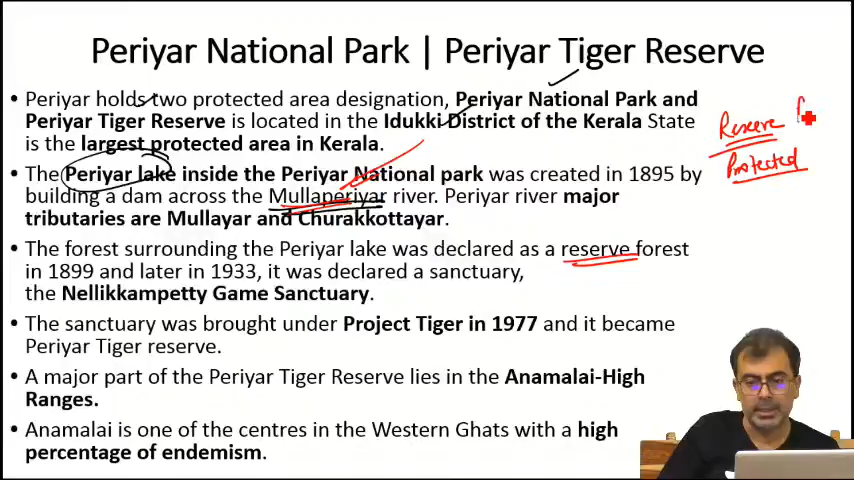 Periyar National Park | Periyar Tiger Reserve
• Periyar holds two protected area designation, Periyar National Park and
Periyar Tiger Reserve is located in the Idukki District of the Kerala State
is the largest protected area in Kerala.
• The Periyar lake inside the Periyar National park was created in 1895 by
building a dam across the Mullaperiyar river. Periyar river major
tributaries are Mullayar and Churakkottayar.
• The forest surrounding the Periyar lake was declared as a reserve forest
in 1899 and later in 1933, it was declared a sanctuary,
the Nellikkampetty Game Sanctuary.
• The sanctuary was brought under Project Tiger in 1977 and it became
Periyar Tiger reserve.
• A major part of the Periyar Tiger Reserve lies in the Anamalai-High
Ranges.
• Anamalai is one of the centres in the Western Ghats with a high
percentage of endemism.
Reserve
Protected